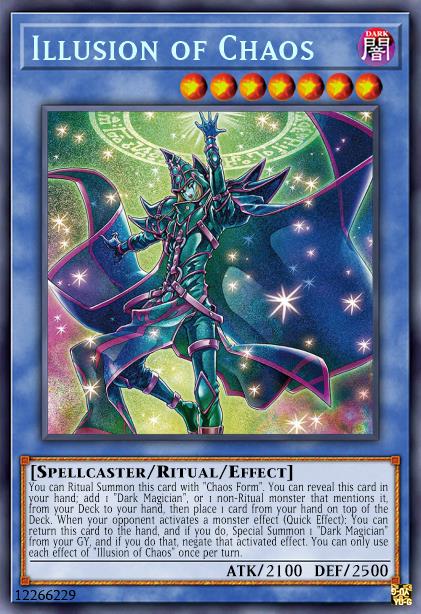 Illusion of Chaos
DARK
闇
[Spellcaster/Ritual/Effect]
You can Ritual Summon this card with "Chaos Form". You can reveal this card
in your hand; add 1 "Dark Magician", or 1 non-Ritual monster that mentions it,
from your Deck to your hand, then place 1 card from your hand on top of the
Deck. When your opponent activates a monster effect (Quick Effect): You can
return this card to the hand, and if you do, Special Summon 1 "Dark Magician"
from your GY, and if you do that, negate that activated effect. You can only use
each effect of "Illusion of Chaos" once per turn.
ATK/2100 DEF/2500
12266229